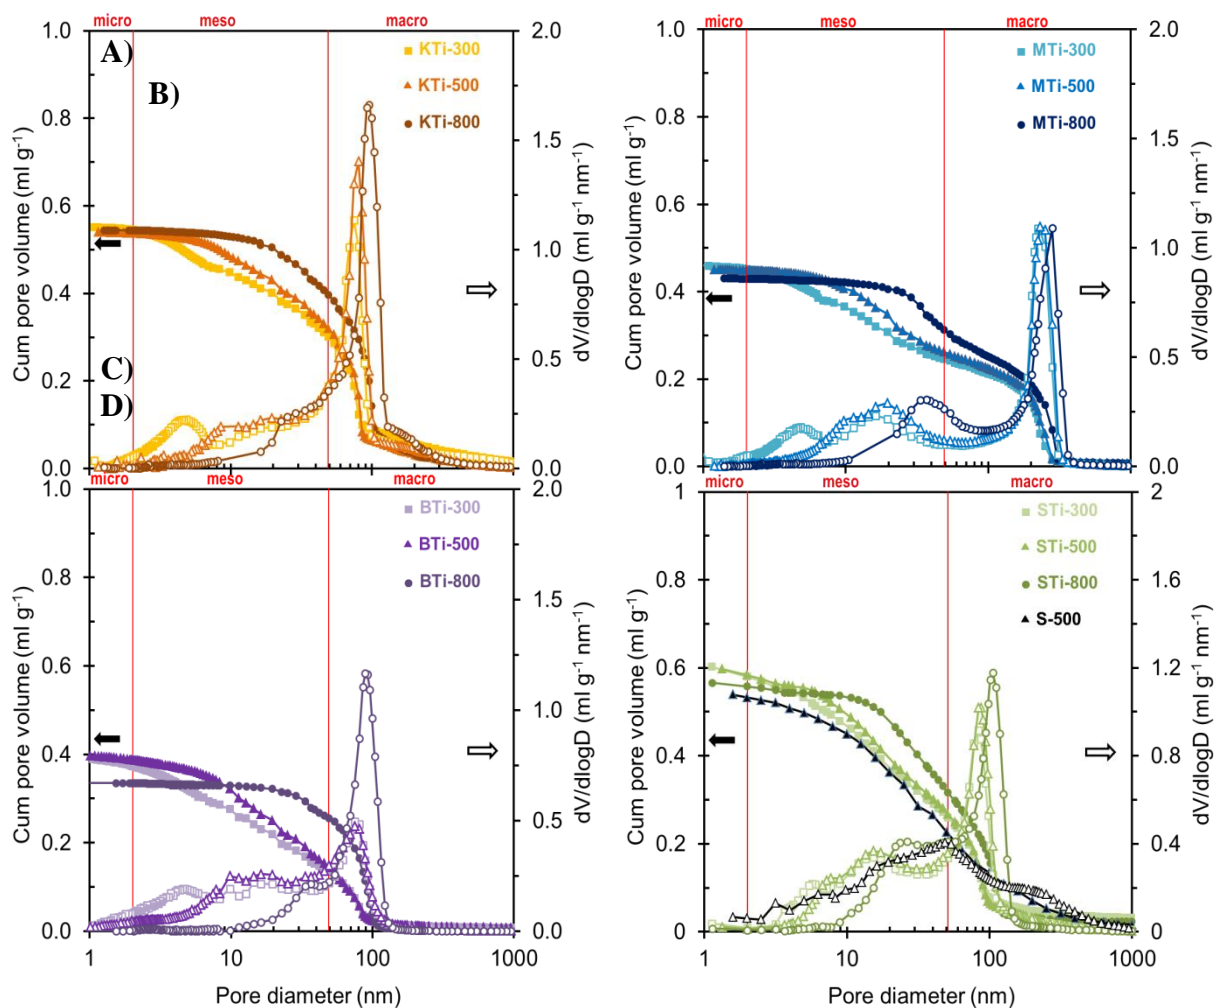 micro meso macro
A)
B)
C)
D)
KTi-300
KTi-500
KTi-800
Cum pore volume (ml g-1)
1.0
0.8
0.6
0.4
0.2
0.0
2.0
1.5
1.0
0.5
0.0
dV/dlogD (ml g-1 nm-1)
micro meso macro
MTi-300
MTi-500
MTi-800
Cum pore volume (ml g-1)
1.0
0.8
0.6
0.4
0.2
0.0
2.0
1.5
1.0
0.5
0.0
dV/dlogD (ml g-1 nm-1)
micro meso macro
BTi-300
BTi-500
BTi-800
Cum pore volume (ml g-1)
1.0
0.8
0.6
0.4
0.2
0.0
2.0
1.5
1.0
0.5
0.0
dV/dlogD (ml g-1 nm-1)
1 10 100 1000
Pore diameter (nm)
micro meso macro
STi-300
STi-500
STi-800
S-500
Cum pore volume (ml g-1)
1
0.8
0.6
0.4
0.2
0
2
1.6
1.2
0.8
0.4
0
dV/dlogD (ml g-1 nm-1)
1 10 100 1000
Pore diameter (nm)